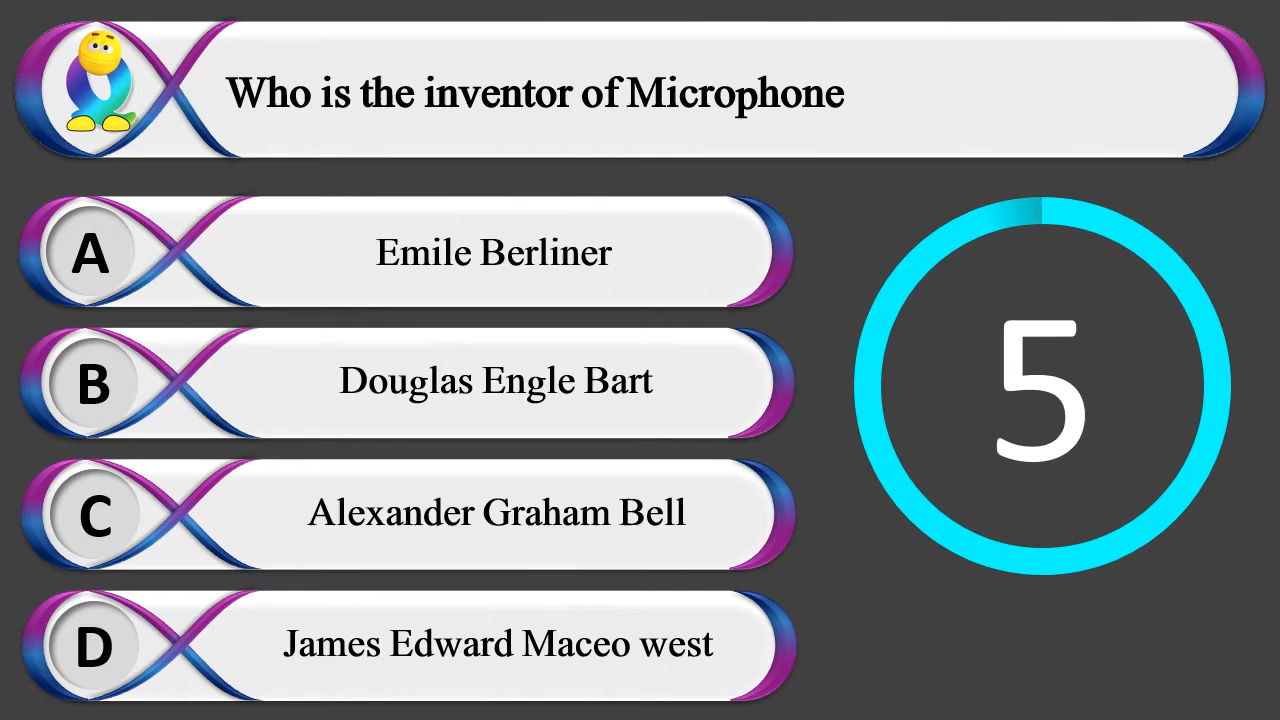 Who is the inventor of Microphone
A
Emile Berliner
B
Douglas Engle Bart
C
Alexander Graham Bell
D
James Edward Maceo west
5